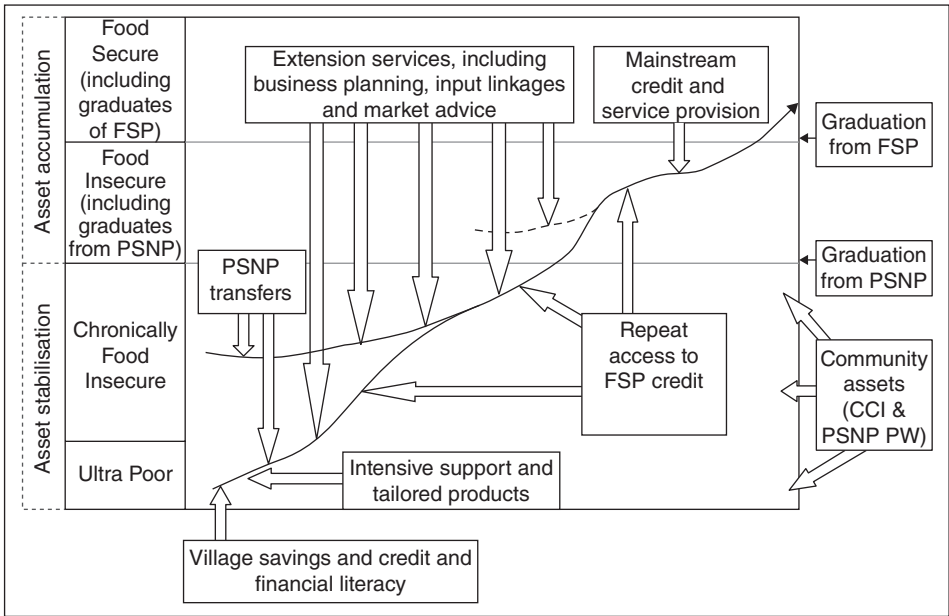 Asset accumulation
Asset stabilisation
Food
Secure
(including
graduates
of FSP)
Food
Insecure
(including
graduates
from PSNP)
Chronically
Food
Insecure
Ultra Poor
Extension services, including
business planning, input linkages
and market advice
Mainstream
credit and
service provision
Graduation
from FSP
PSNP
transfers
Graduation
from PSNP
Repeat
access to
FSP credit
Community
assets
(CCI &
PSNP PW)
Intensive support and
tailored products
Village savings and credit and
financial literacy